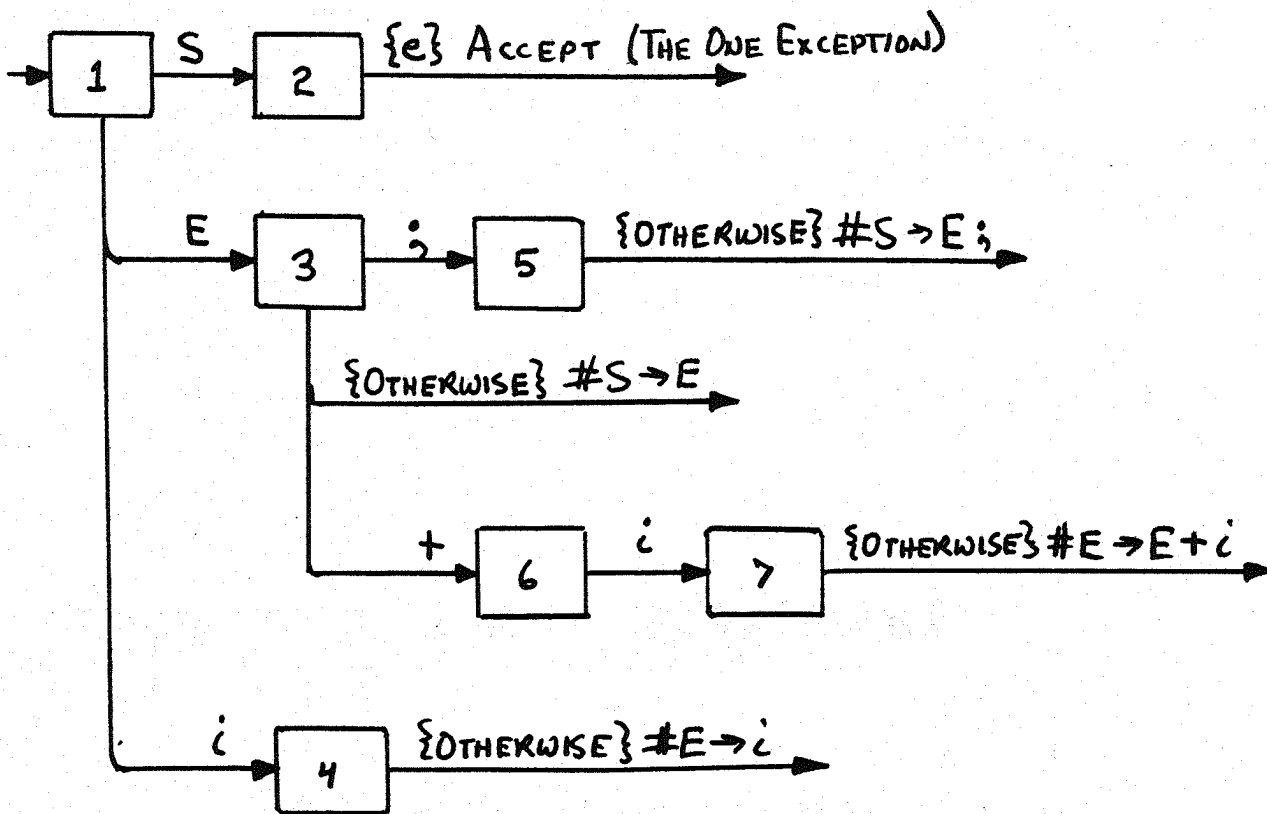 1 S 2 {e} ACCEPT (THE ONE EXCEPTION)
E 3 ; 5 {OTHERWISE} #S → E ;
{OTHERWISE} #S → E
+ 6 i 7 {OTHERWISE} #E → E + i
i 4 {OTHERWISE} #E → i